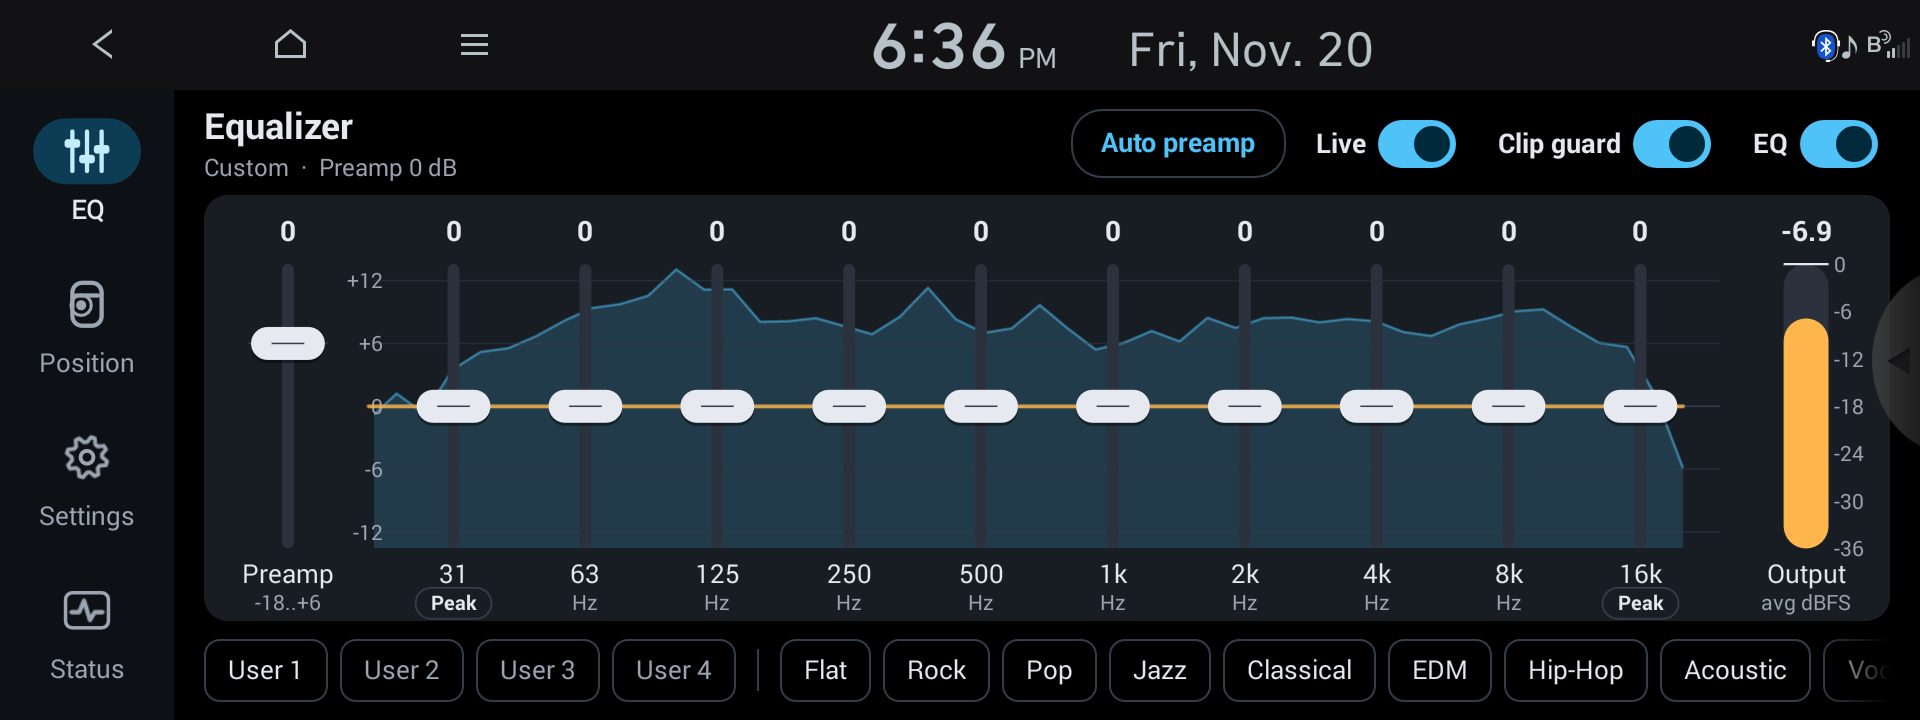 6:36 PM Fri, Nov. 20
B
EQ
Position
Settings
Status
Equalizer
Custom · Preamp 0 dB
Auto preamp
Live
Clip guard
EQ
0 0 0 0 0 0 0 0 0 0 0 -6.9
+12
+6
0
-6
-12
0
-6
-12
-18
-24
-30
-36
Preamp 31 63 125 250 500 1k 2k 4k 8k 16k Output
-18..+6 Peak Hz Hz Hz Hz Hz Hz Hz Hz Peak avg dBFS
User 1 User 2 User 3 User 4 Flat Rock Pop Jazz Classical EDM Hip-Hop Acoustic